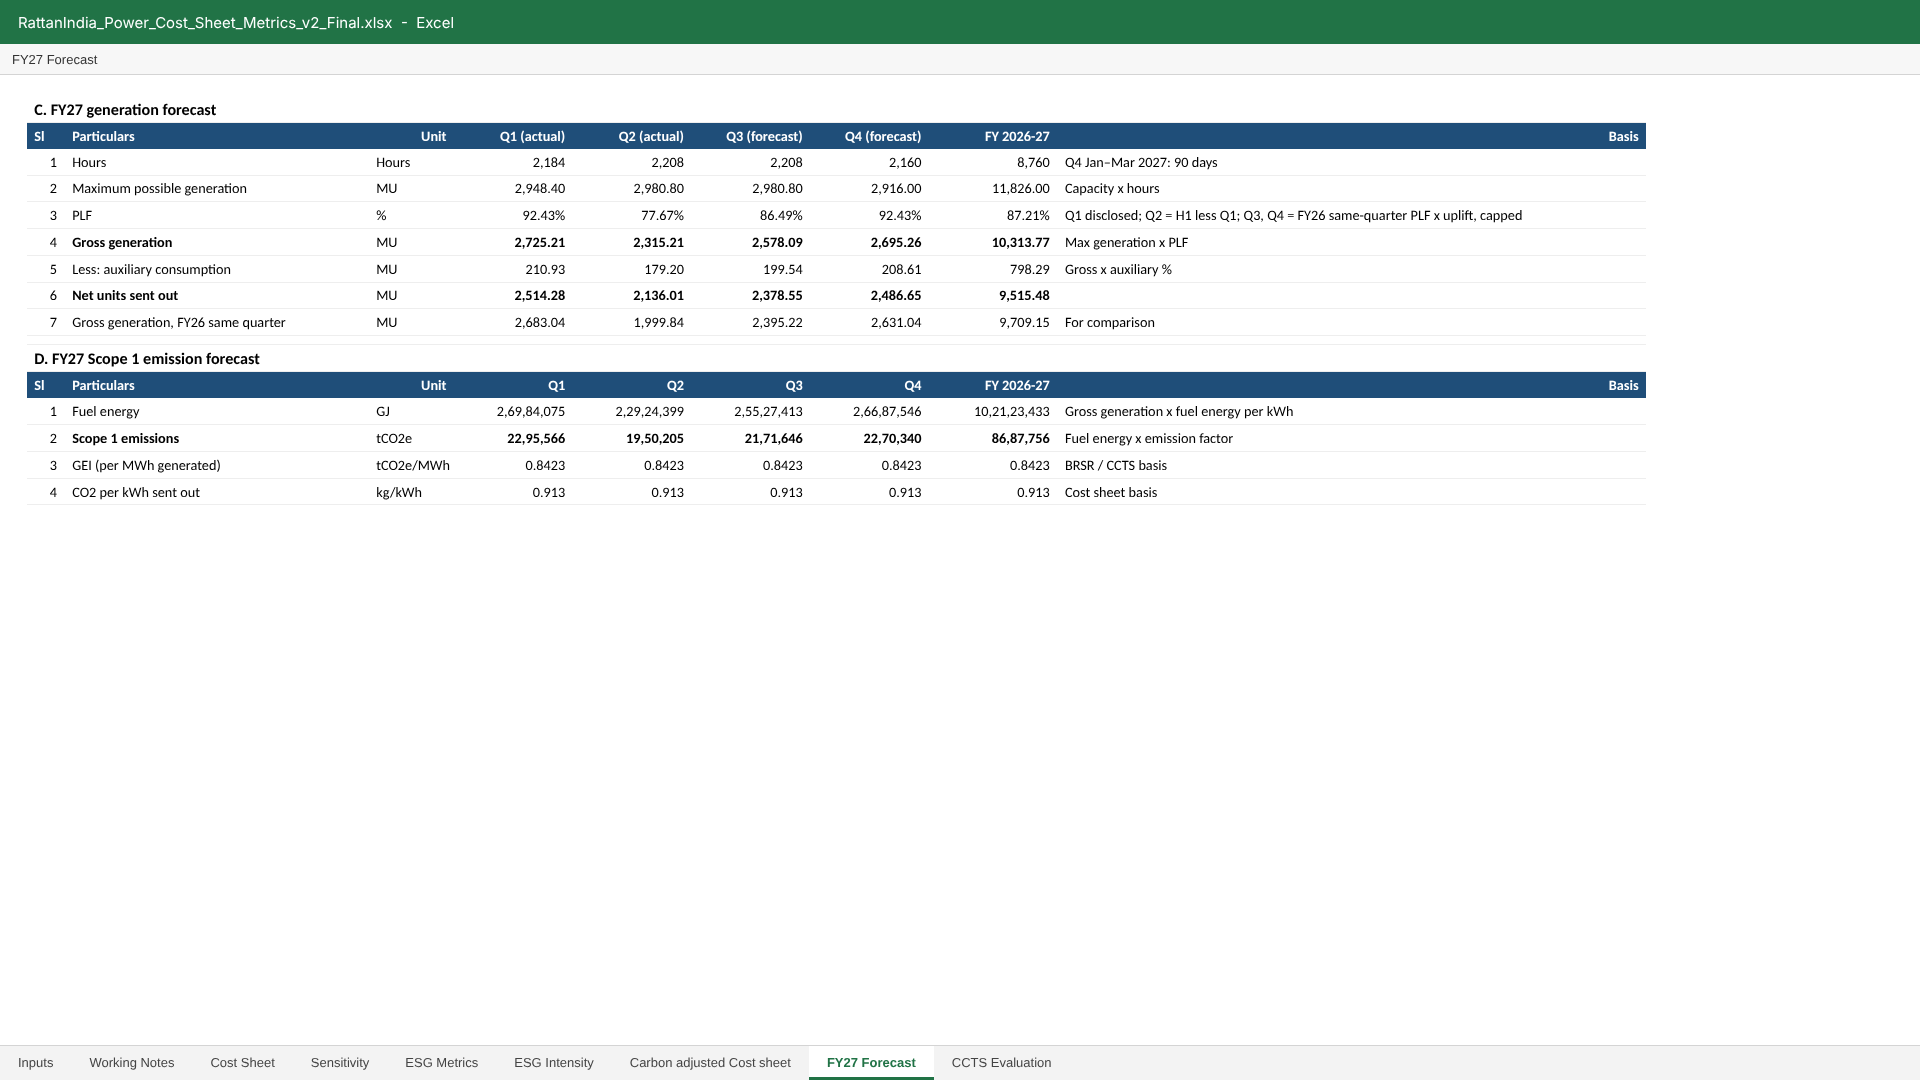 RattanIndia_Power_Cost_Sheet_Metrics_v2_Final.xlsx - Excel
FY27 Forecast
C. FY27 generation forecast
Sl Particulars Unit Q1 (actual) Q2 (actual) Q3 (forecast) Q4 (forecast) FY 2026-27 Basis
1 Hours Hours 2,184 2,208 2,208 2,160 8,760 Q4 Jan–Mar 2027: 90 days
2 Maximum possible generation MU 2,948.40 2,980.80 2,980.80 2,916.00 11,826.00 Capacity x hours
3 PLF % 92.43% 77.67% 86.49% 92.43% 87.21% Q1 disclosed; Q2 = H1 less Q1; Q3, Q4 = FY26 same-quarter PLF x uplift, capped
4 Gross generation MU 2,725.21 2,315.21 2,578.09 2,695.26 10,313.77 Max generation x PLF
5 Less: auxiliary consumption MU 210.93 179.20 199.54 208.61 798.29 Gross x auxiliary %
6 Net units sent out MU 2,514.28 2,136.01 2,378.55 2,486.65 9,515.48
7 Gross generation, FY26 same quarter MU 2,683.04 1,999.84 2,395.22 2,631.04 9,709.15 For comparison
D. FY27 Scope 1 emission forecast
Sl Particulars Unit Q1 Q2 Q3 Q4 FY 2026-27 Basis
1 Fuel energy GJ 2,69,84,075 2,29,24,399 2,55,27,413 2,66,87,546 10,21,23,433 Gross generation x fuel energy per kWh
2 Scope 1 emissions tCO2e 22,95,566 19,50,205 21,71,646 22,70,340 86,87,756 Fuel energy x emission factor
3 GEI (per MWh generated) tCO2e/MWh 0.8423 0.8423 0.8423 0.8423 0.8423 BRSR / CCTS basis
4 CO2 per kWh sent out kg/kWh 0.913 0.913 0.913 0.913 0.913 Cost sheet basis
Inputs Working Notes Cost Sheet Sensitivity ESG Metrics ESG Intensity Carbon adjusted Cost sheet FY27 Forecast CCTS Evaluation